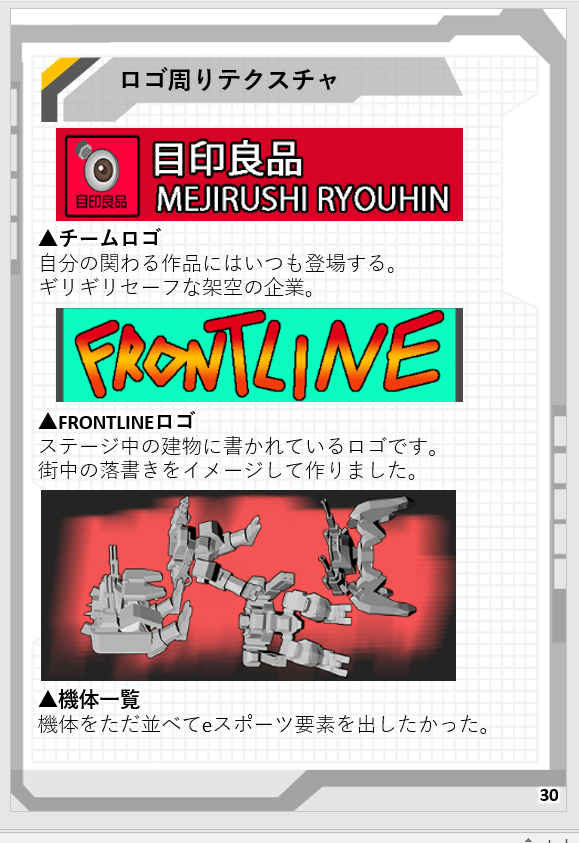 ロゴ周りテクスチャ
目印良品
目印良品
MEJIRUSHI RYOUHIN
▲チームロゴ
自分の関わる作品にはいつも登場する。
ギリギリセーフな架空の企業。
FRONTLINE
▲FRONTLINEロゴ
ステージ中の建物に書かれているロゴです。
街中の落書きをイメージして作りました。
▲機体一覧
機体をただ並べてeスポーツ要素を出したかった。
30